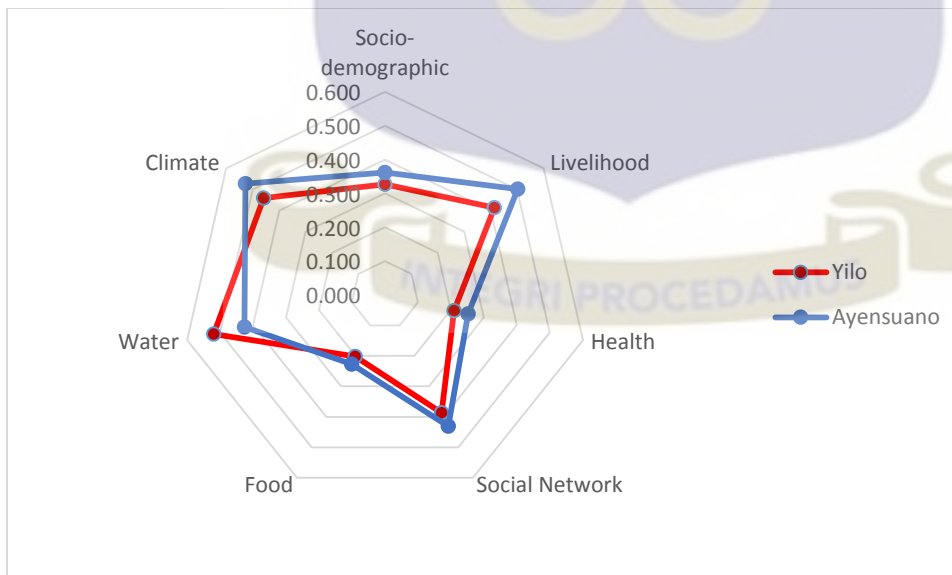 Socio-
demographic
0.600
0.500
0.400
0.300
0.200
0.100
0.000
Climate
Livelihood
Water
Health
Food
Social Network
Yilo
Ayensuano
INTEGRI PROCEDAMUS